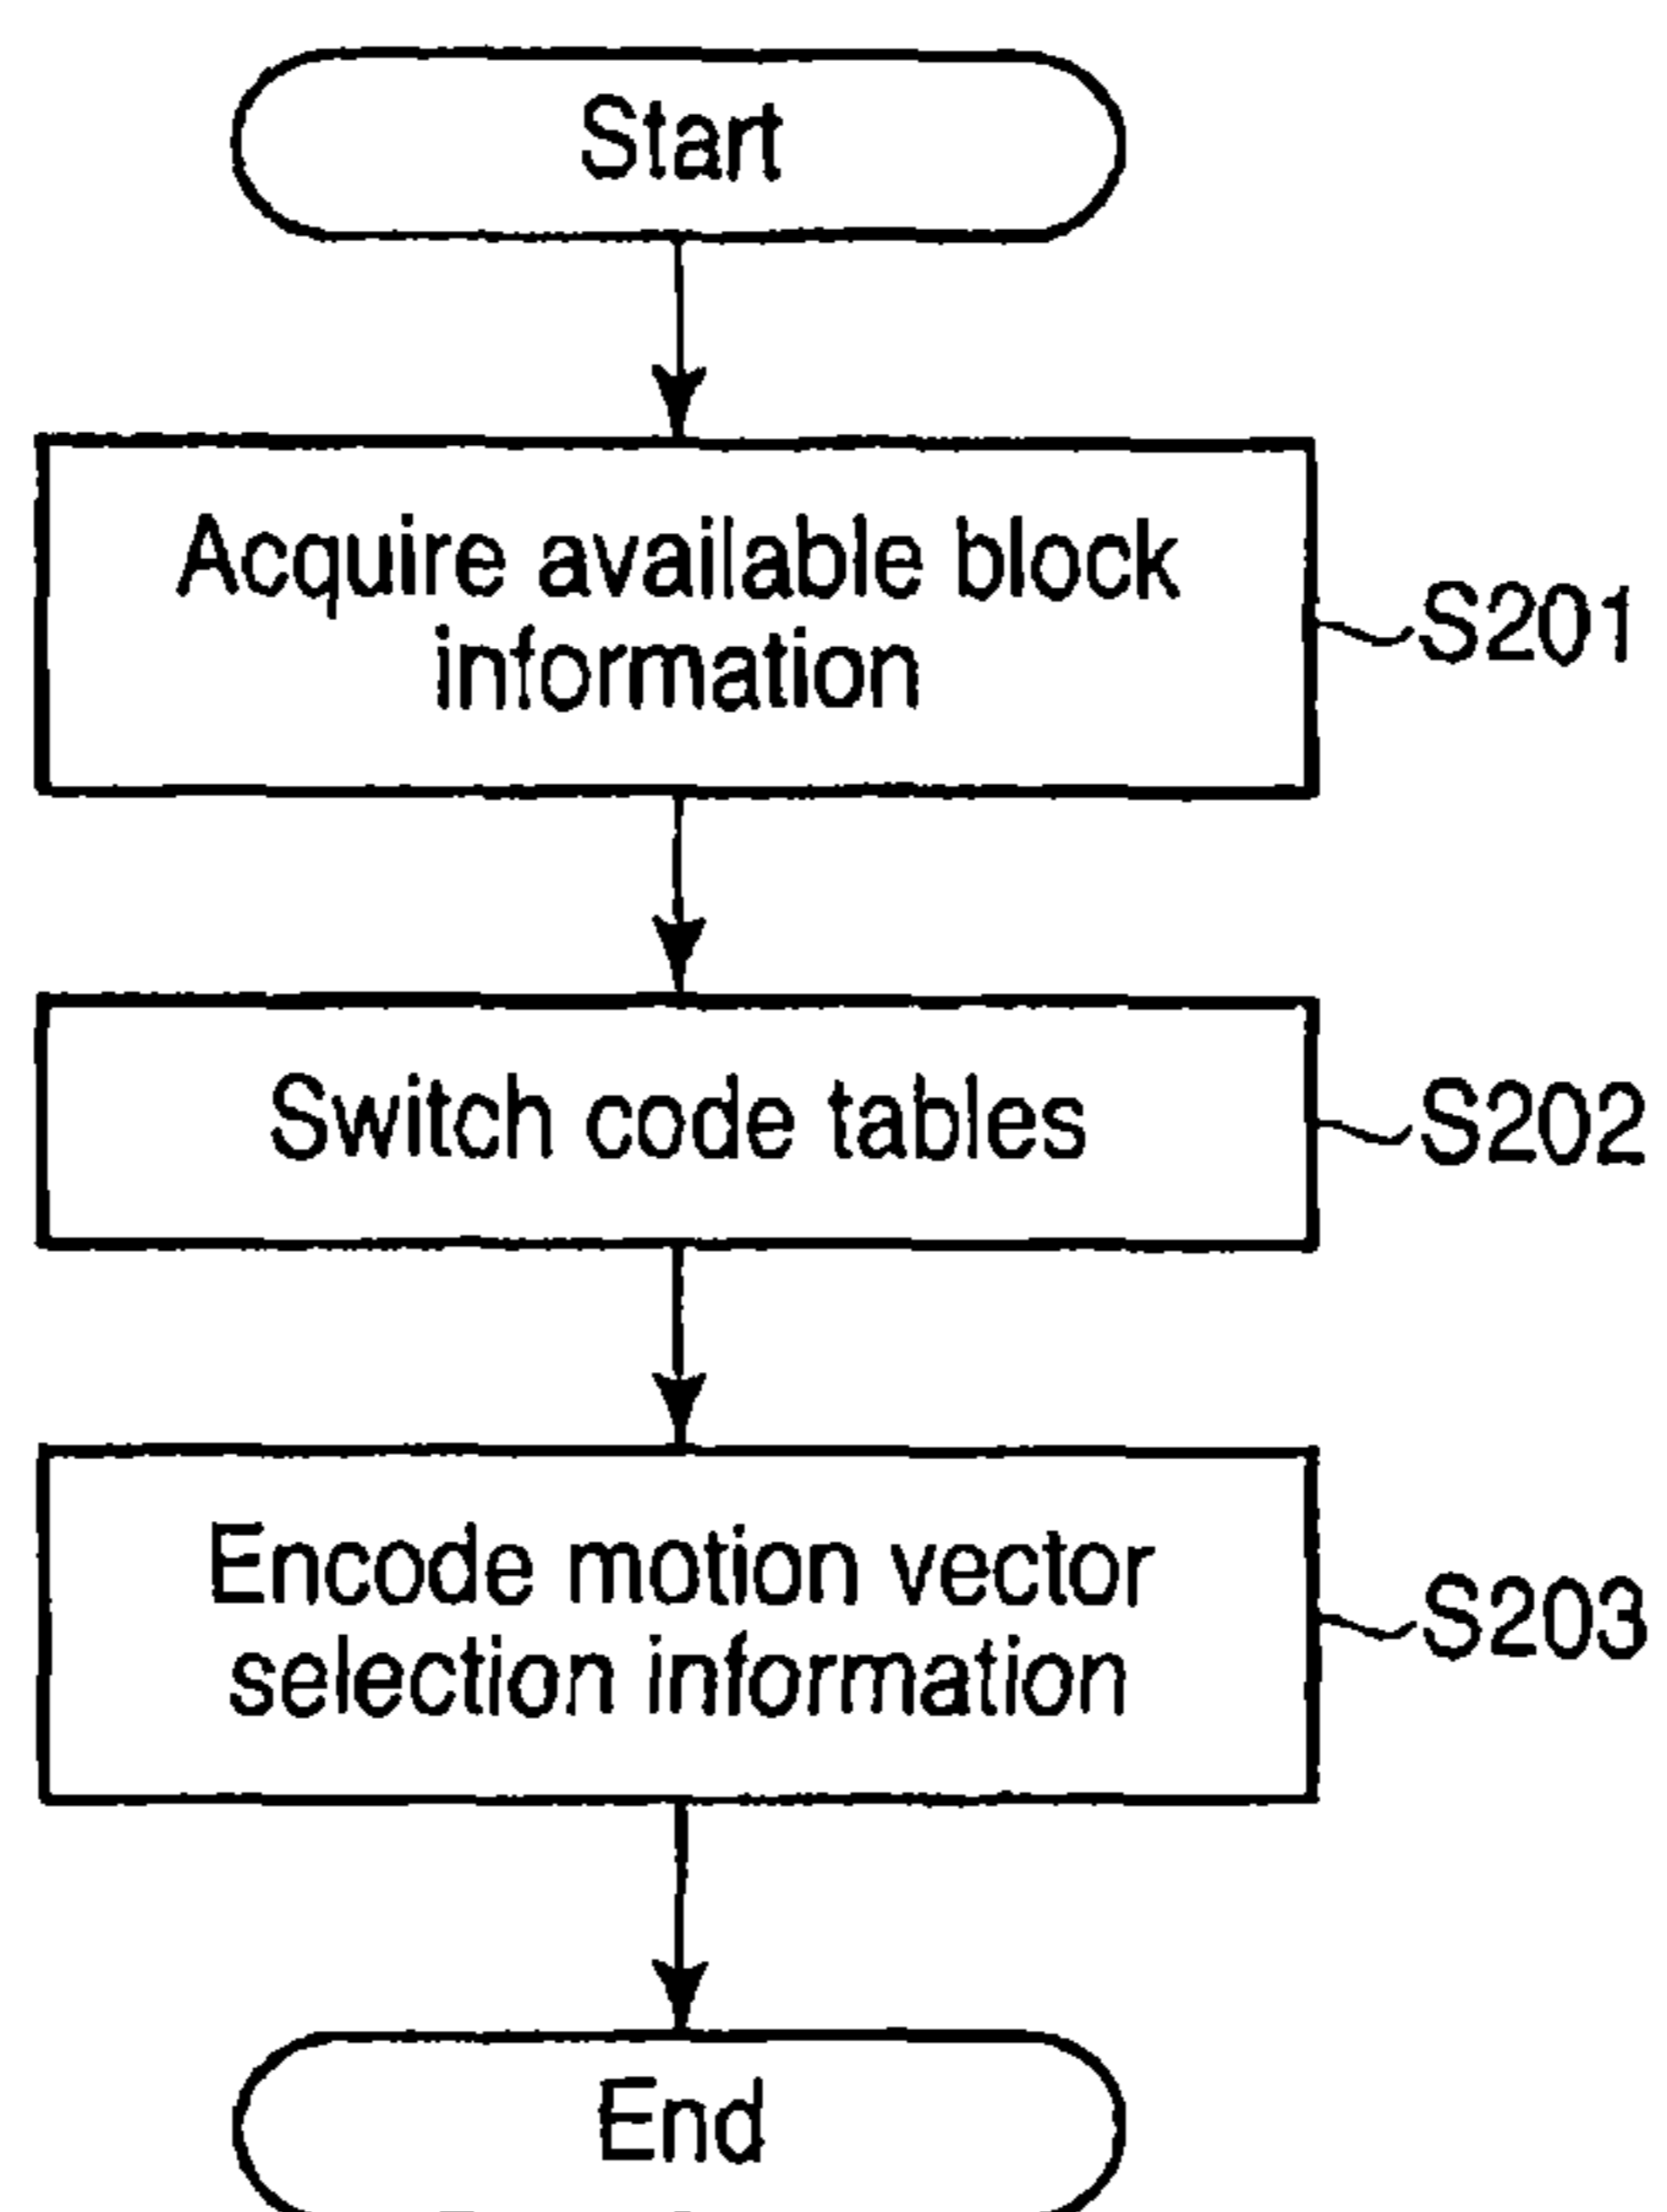 Start
Acquire available block
information
S201
Switch code tables
S202
Encode motion vector
selection information
S203
End